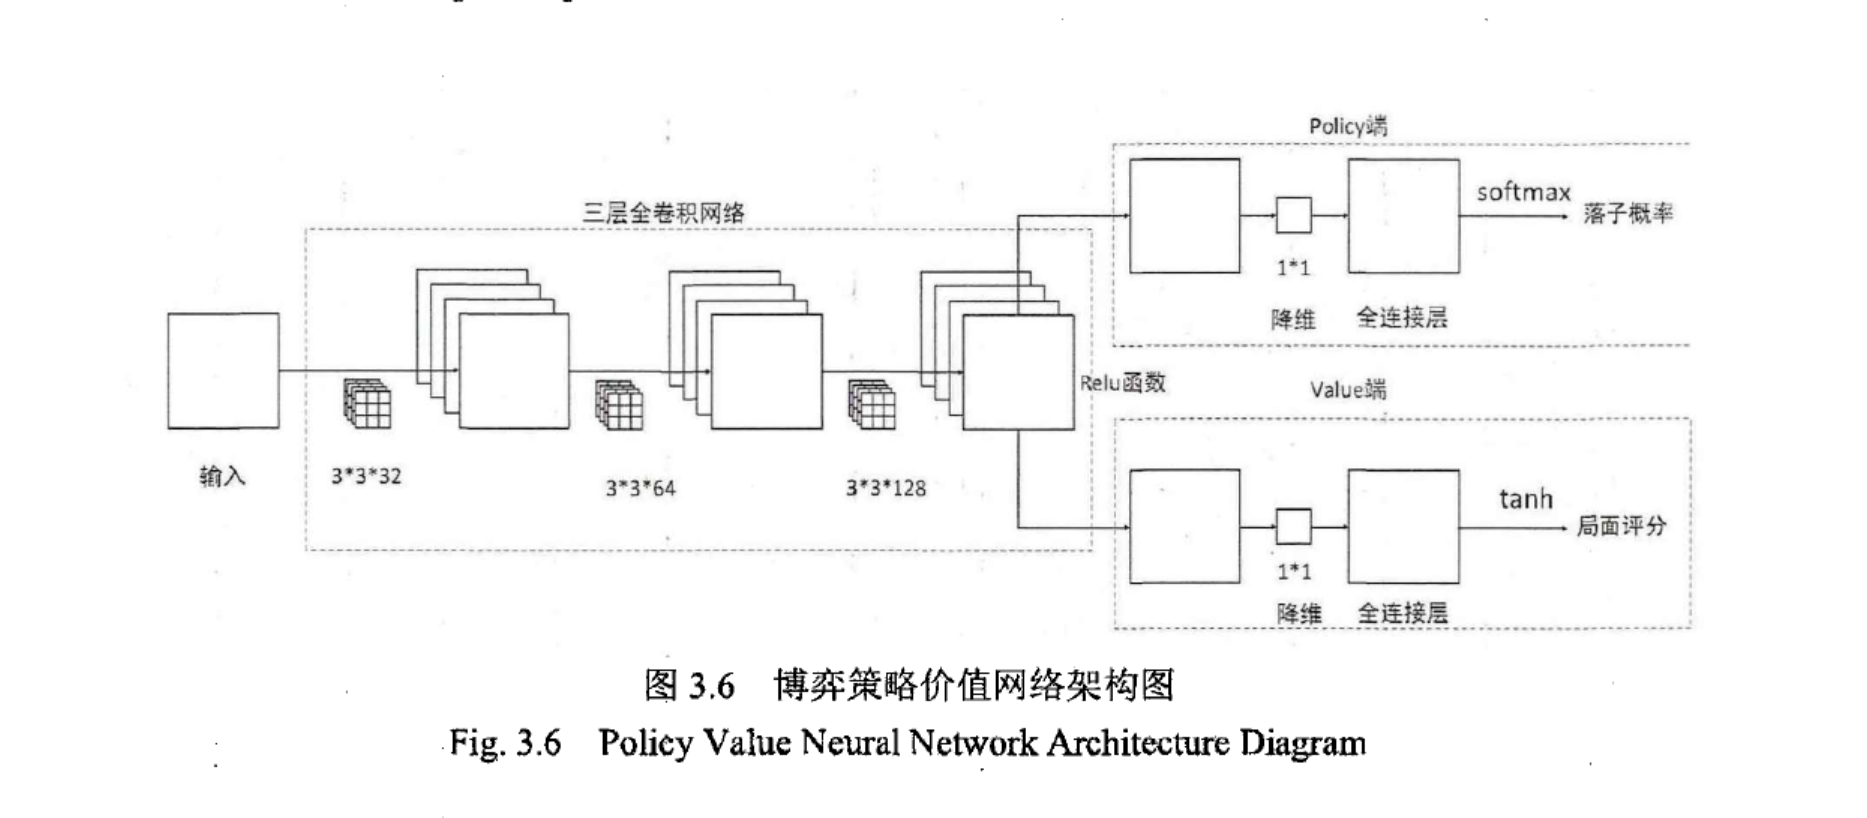 Policy端
softmax
落子概率
1*1
降维
全连接层
三层全卷积网络
Relu函数
输入
3*3*32
3*3*64
3*3*128
Value端
tanh
局面评分
1*1
降维
全连接层
图 3.6 博弈策略价值网络架构图
Fig. 3.6 Policy Value Neural Network Architecture Diagram